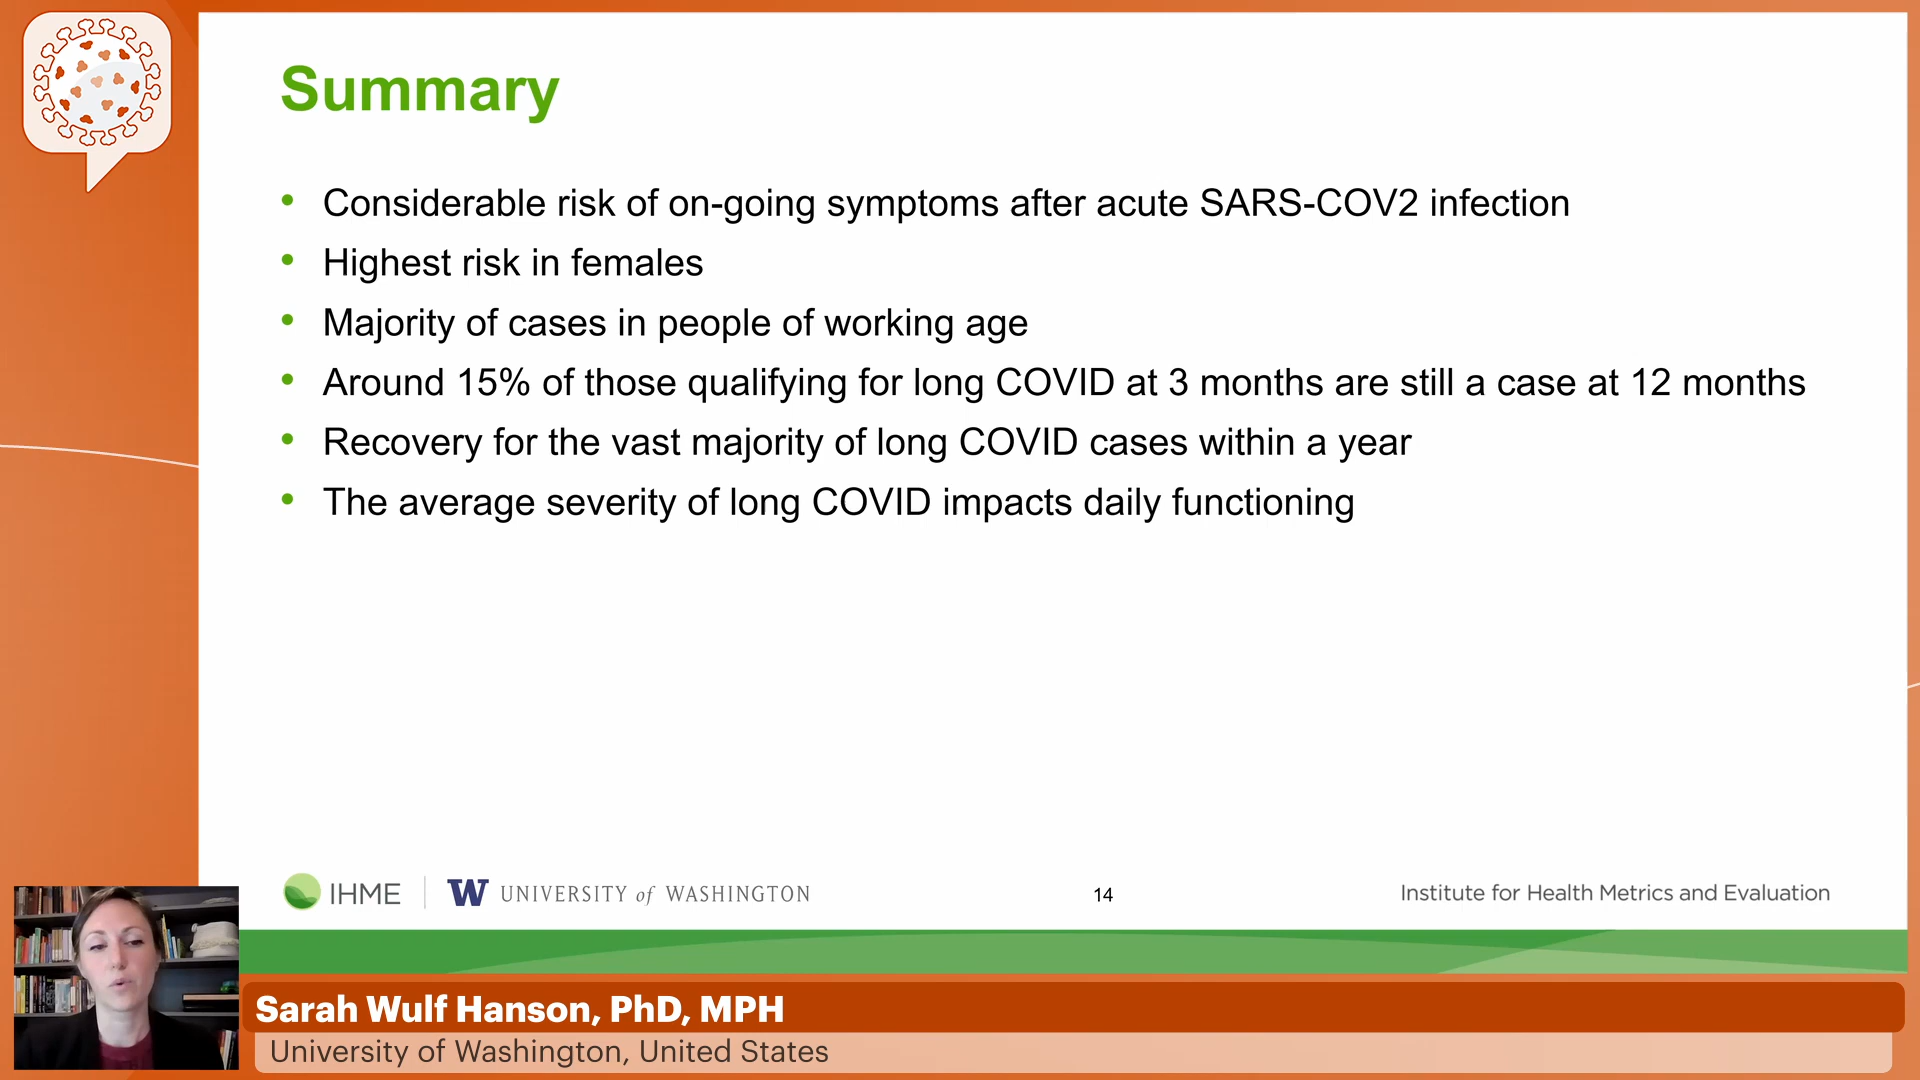 Summary
• Considerable risk of on-going symptoms after acute SARS-COV2 infection
• Highest risk in females
• Majority of cases in people of working age
• Around 15% of those qualifying for long COVID at 3 months are still a case at 12 months
• Recovery for the vast majority of long COVID cases within a year
• The average severity of long COVID impacts daily functioning
IHME | W UNIVERSITY of WASHINGTON
14
Institute for Health Metrics and Evaluation
Sarah Wulf Hanson, PhD, MPH
University of Washington, United States